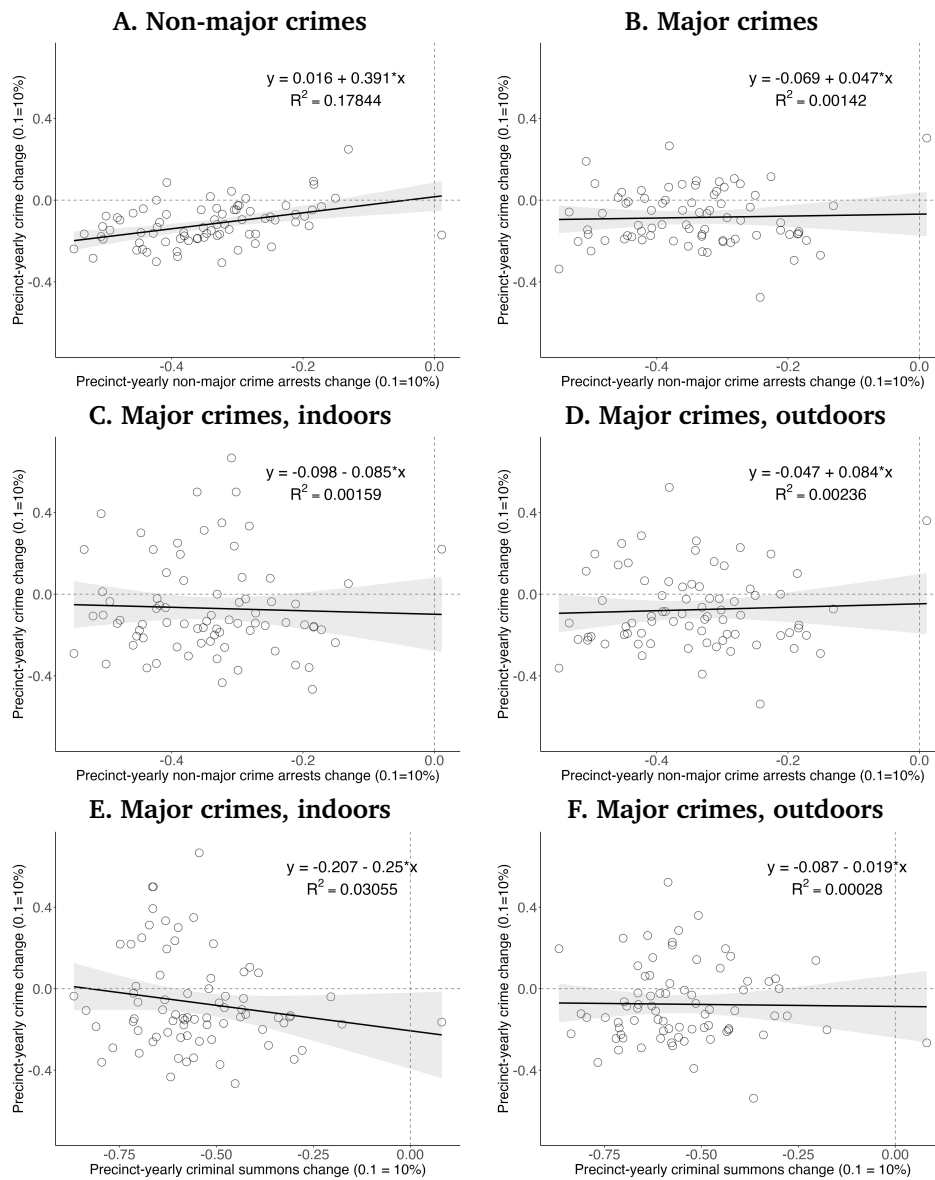 A. Non-major crimes
Precinct-yearly crime change (0.1=10%)
y = 0.016 + 0.391*x
R² = 0.17844
0.4
0.0
-0.4
-0.4 -0.2 0.0
Precinct-yearly non-major crime arrests change (0.1=10%)
B. Major crimes
Precinct-yearly crime change (0.1=10%)
y = -0.069 + 0.047*x
R² = 0.00142
0.4
0.0
-0.4
-0.4 -0.2 0.0
Precinct-yearly non-major crime arrests change (0.1=10%)
C. Major crimes, indoors
Precinct-yearly crime change (0.1=10%)
y = -0.098 - 0.085*x
R² = 0.00159
0.4
0.0
-0.4
-0.4 -0.2 0.0
Precinct-yearly non-major crime arrests change (0.1=10%)
D. Major crimes, outdoors
Precinct-yearly crime change (0.1=10%)
y = -0.047 + 0.084*x
R² = 0.00236
0.4
0.0
-0.4
-0.4 -0.2 0.0
Precinct-yearly non-major crime arrests change (0.1=10%)
E. Major crimes, indoors
Precinct-yearly crime change (0.1=10%)
y = -0.207 - 0.25*x
R² = 0.03055
0.4
0.0
-0.4
-0.75 -0.50 -0.25 0.00
Precinct-yearly criminal summons change (0.1 = 10%)
F. Major crimes, outdoors
Precinct-yearly crime change (0.1=10%)
y = -0.087 - 0.019*x
R² = 0.00028
0.4
0.0
-0.4
-0.75 -0.50 -0.25 0.00
Precinct-yearly criminal summons change (0.1 = 10%)